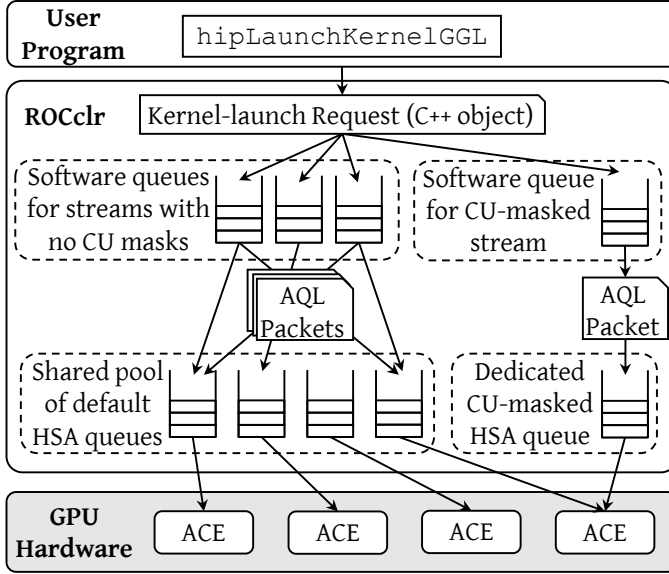 User
Program
hipLaunchKernelGGL
ROCclr
Kernel-launch Request (C++ object)
Software queues
for streams with
no CU masks
Software queue
for CU-masked
stream
AQL
Packets
AQL
Packet
Shared pool
of default
HSA queues
Dedicated
CU-masked
HSA queue
GPU
Hardware
ACE
ACE
ACE
ACE